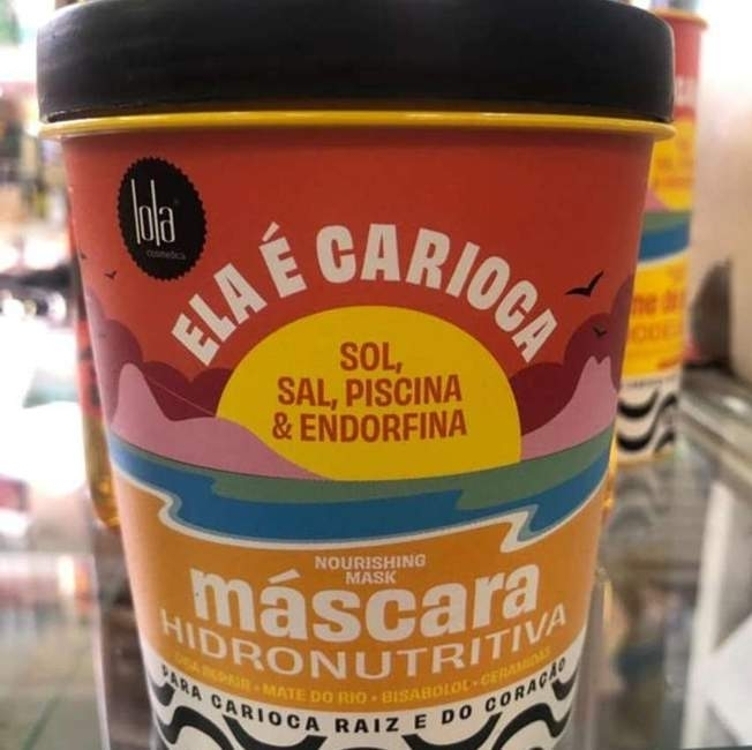 lola
cosmetics
ELA É CARIOCA
SOL,
SAL, PISCINA
& ENDORFINA
NOURISHING
MASK
máscara
HIDRONUTRITIVA
REPAIR • MATE DO RIO • BISABOLOL • CERAMIDAS
PARA CARIOCA RAIZ E DO CORAÇÃO